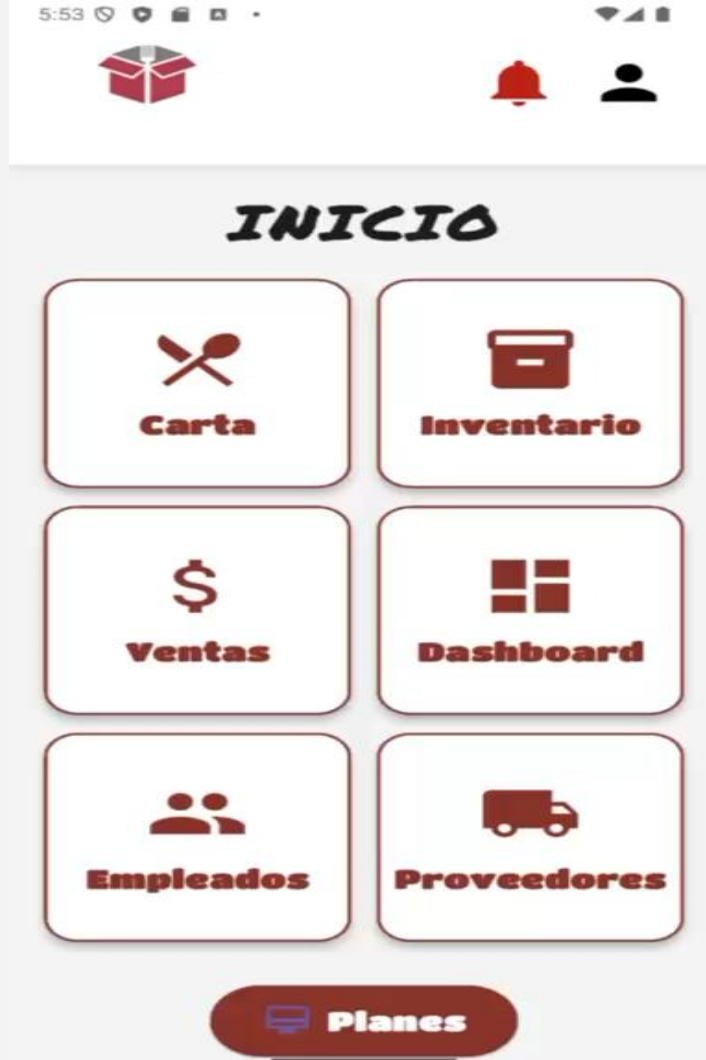 5:53
INICIO
Carta
Inventario
Ventas
Dashboard
Empleados
Proveedores
Planes